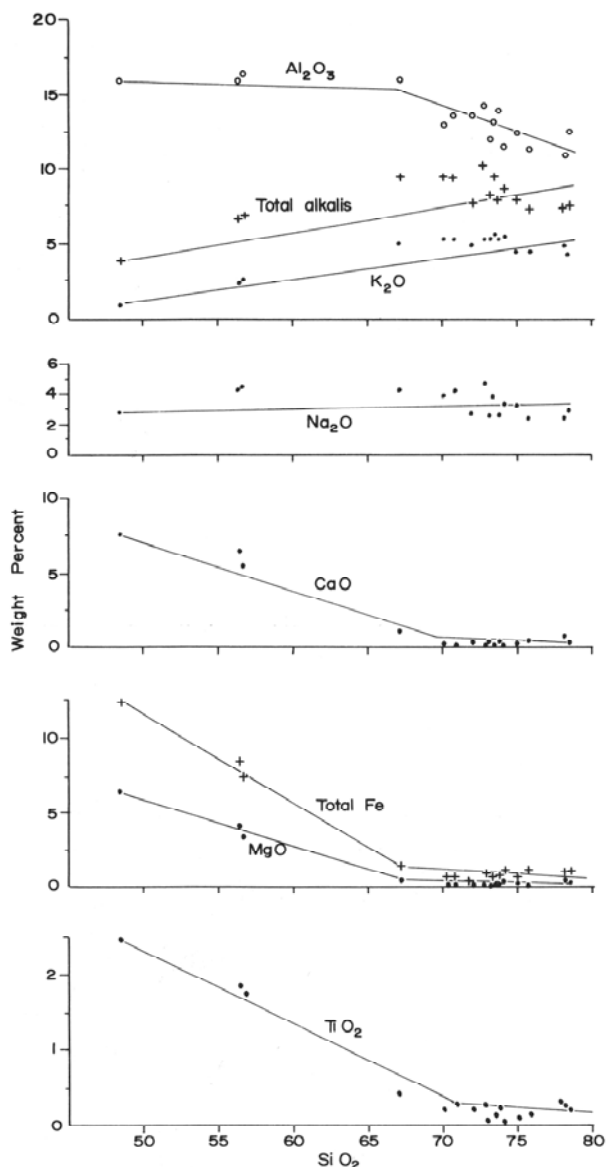 20
Al₂O₃
15
10
Total alkalis
5
K₂O
0
6
4
2
Na₂O
0
10
CaO
5
0
10
Total Fe
5
MgO
0
2
TiO₂
1
0
50 55 60 65 70 75 80
SiO₂
Weight Percent